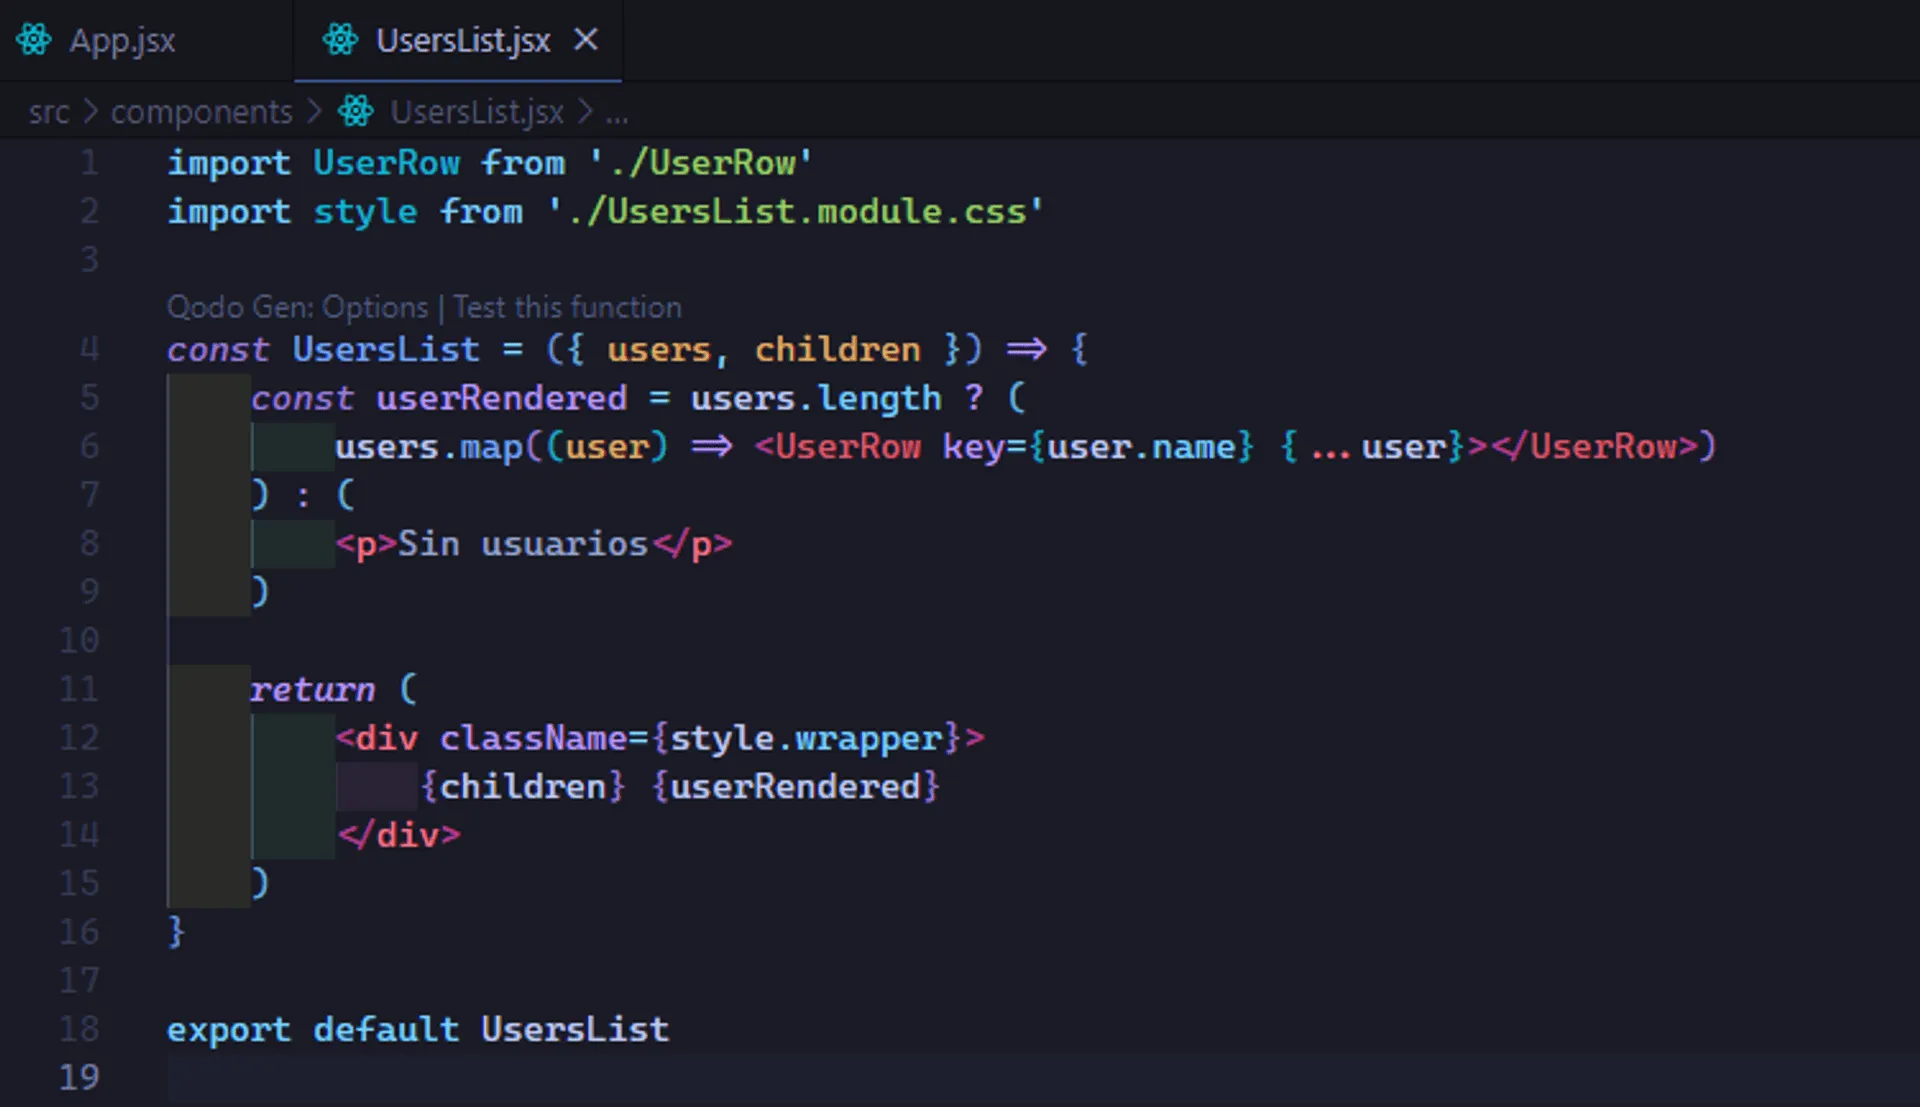 App.jsx UsersList.jsx ×
src > components > UsersList.jsx > ...
1 import UserRow from './UserRow'
2 import style from './UsersList.module.css'
3
Qodo Gen: Options | Test this function
4 const UsersList = ({ users, children }) => {
5     const userRendered = users.length ? (
6         users.map((user) => <UserRow key={user.name} {...user}></UserRow>)
7     ) : (
8         <p>Sin usuarios</p>
9     )
10
11     return (
12         <div className={style.wrapper}>
13             {children} {userRendered}
14         </div>
15     )
16 }
17
18 export default UsersList
19